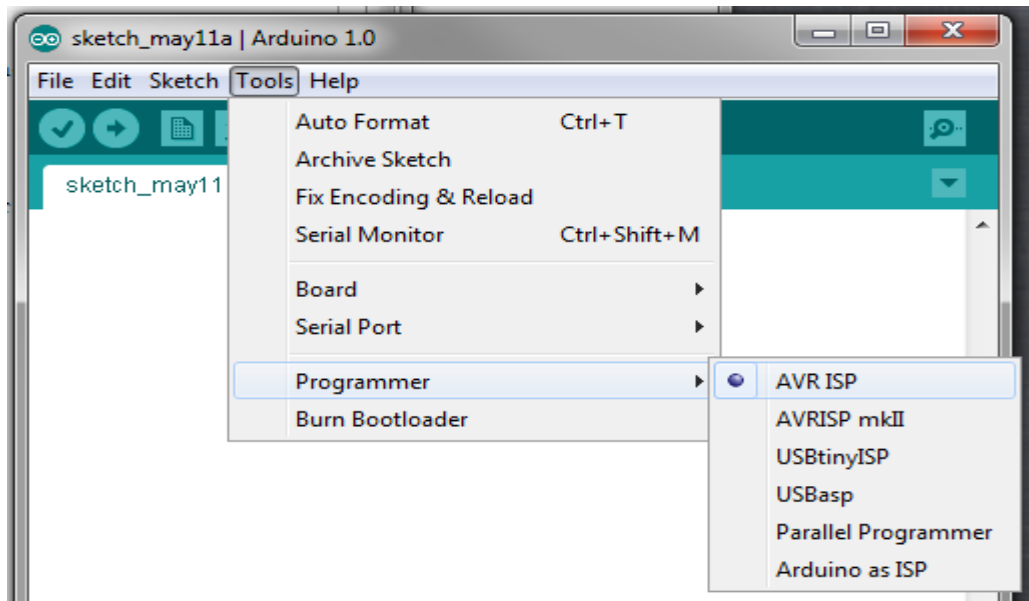 sketch_may11a | Arduino 1.0
File Edit Sketch Tools Help
Auto Format Ctrl+T
Archive Sketch
sketch_may11
Fix Encoding & Reload
Serial Monitor Ctrl+Shift+M
Board
Serial Port
Programmer
Burn Bootloader
AVR ISP
AVRISP mkII
USBtinyISP
USBasp
Parallel Programmer
Arduino as ISP